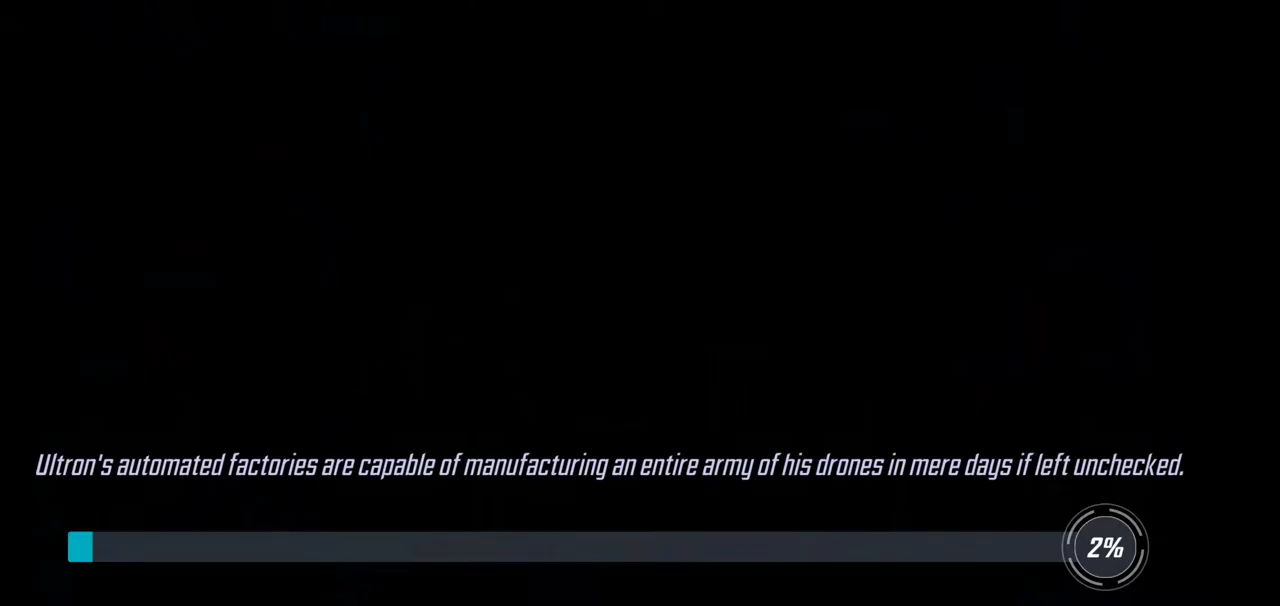 Ultron's automated factories are capable of manufacturing an entire army of his drones in mere days if left unchecked.
2%